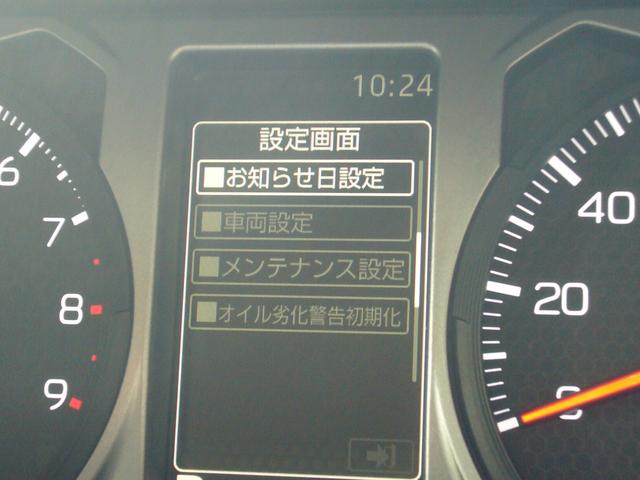 10:24
設定画面
お知らせ日設定
車両設定
メンテナンス設定
オイル劣化警告初期化
6
7
8
9
40
20